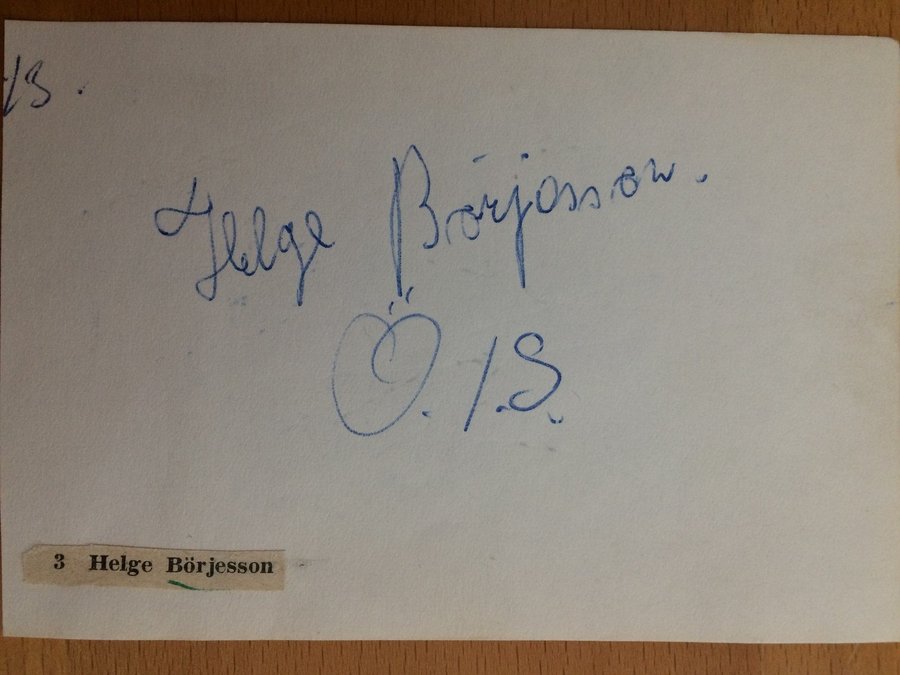 /S.
Helge Börjesson.
Ö.I.S.
3 Helge Börjesson